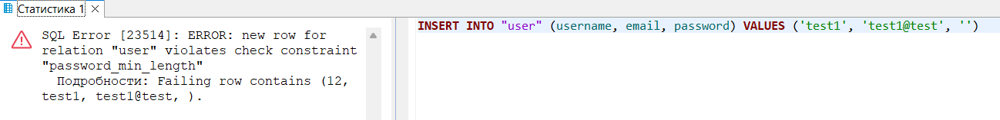 Статистика 1
SQL Error [23514]: ERROR: new row for
relation "user" violates check constraint
"password_min_length"
Подробности: Failing row contains (12,
test1, test1@test, ).
INSERT INTO "user" (username, email, password) VALUES ('test1', 'test1@test', '')